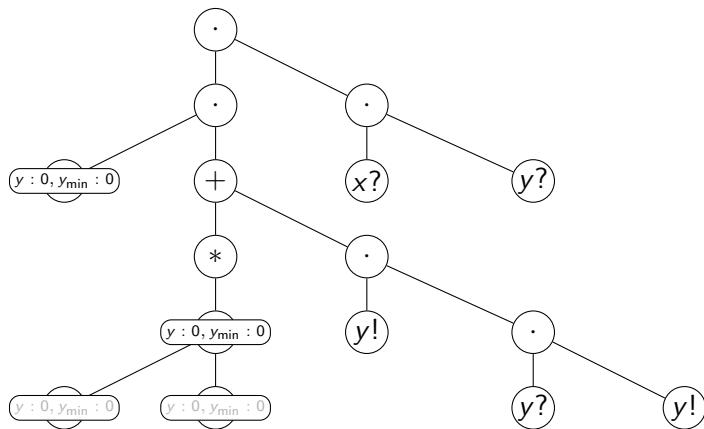 ·
· ·
y : 0, y_min : 0 + x? y?
* ·
y : 0, y_min : 0 y! ·
y : 0, y_min : 0 y : 0, y_min : 0 y? y!